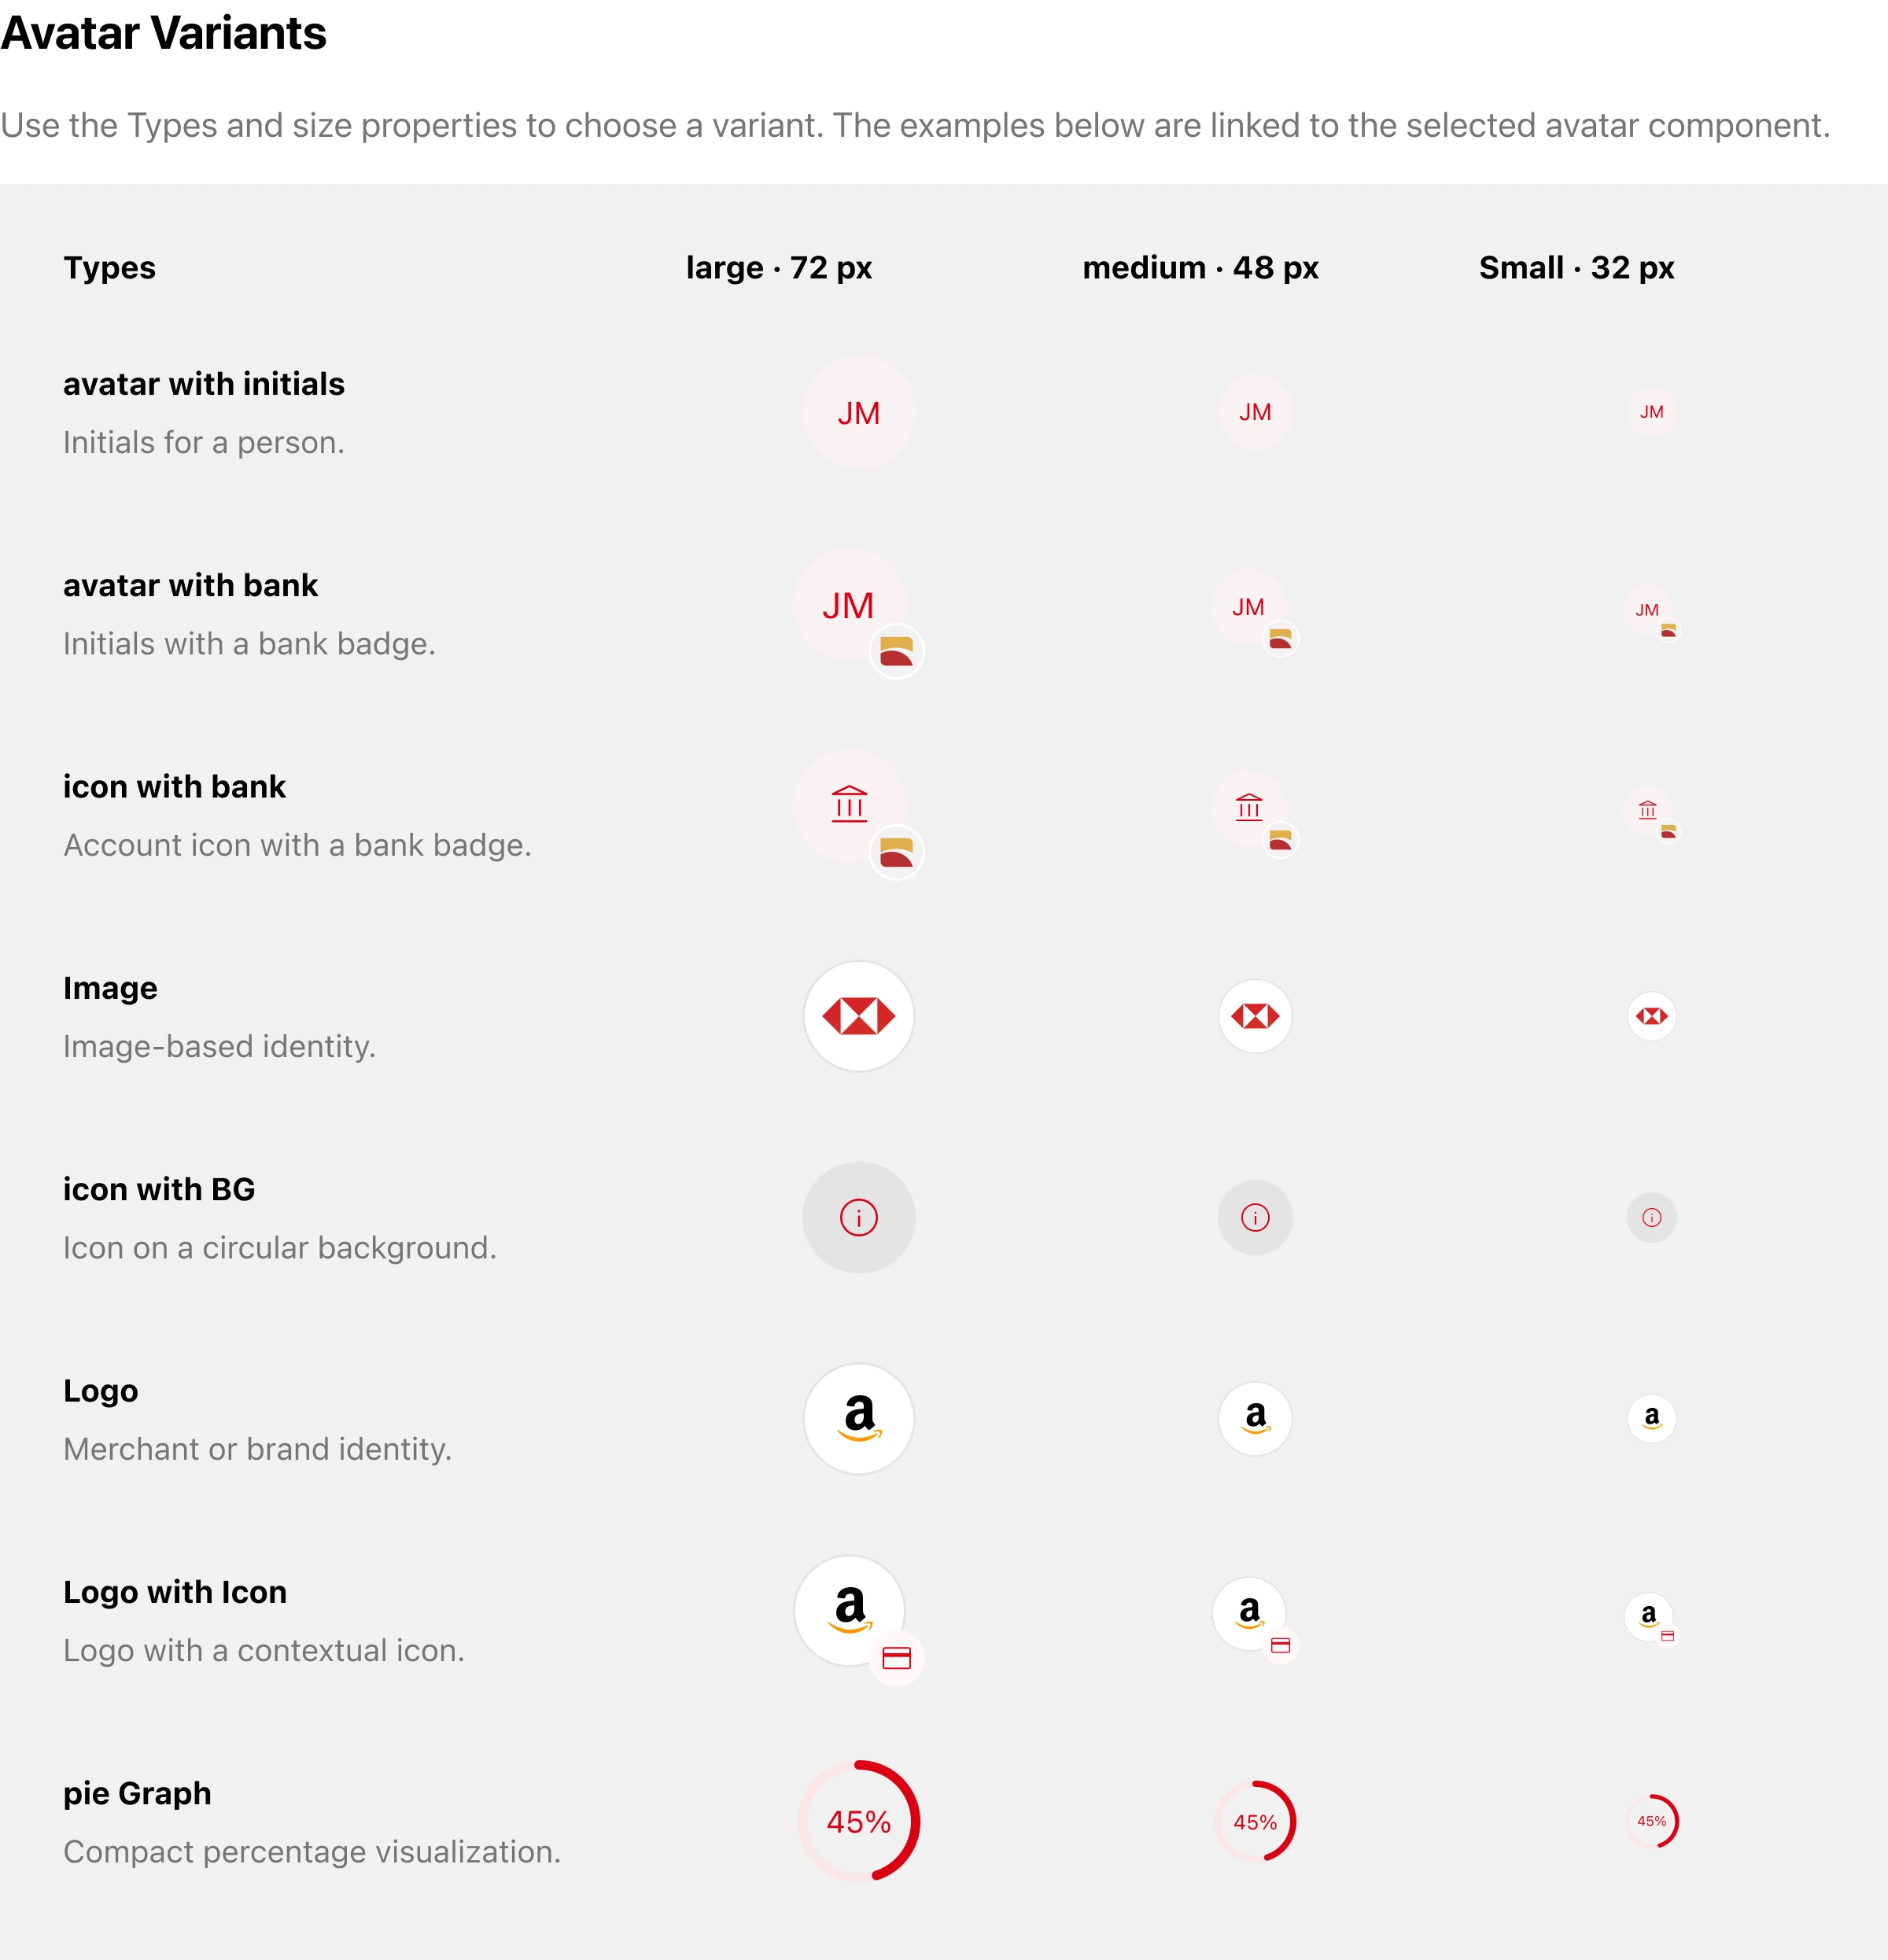 Avatar Variants
Use the Types and size properties to choose a variant. The examples below are linked to the selected avatar component.
Types large · 72 px medium · 48 px Small · 32 px
avatar with initials
Initials for a person.
JM JM JM
avatar with bank
Initials with a bank badge.
JM JM JM
icon with bank
Account icon with a bank badge.
Image
Image-based identity.
icon with BG
Icon on a circular background.
i i i
Logo
Merchant or brand identity.
a a a
Logo with Icon
Logo with a contextual icon.
a a a
pie Graph
Compact percentage visualization.
45% 45% 45%